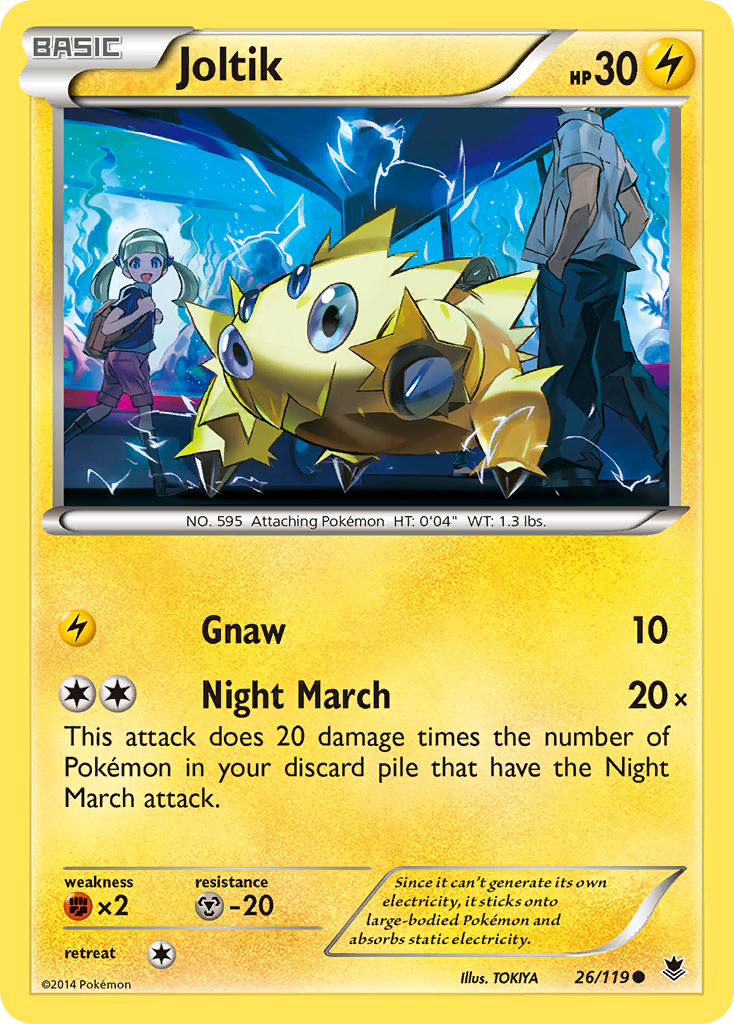 BASIC
Joltik
HP 30
NO. 595 Attaching Pokémon HT: 0'04" WT: 1.3 lbs.
Gnaw 10
Night March 20×
This attack does 20 damage times the number of
Pokémon in your discard pile that have the Night
March attack.
weakness
×2
resistance
-20
retreat
Since it can't generate its own
electricity, it sticks onto
large-bodied Pokémon and
absorbs static electricity.
©2014 Pokémon
Illus. TOKIYA
26/119